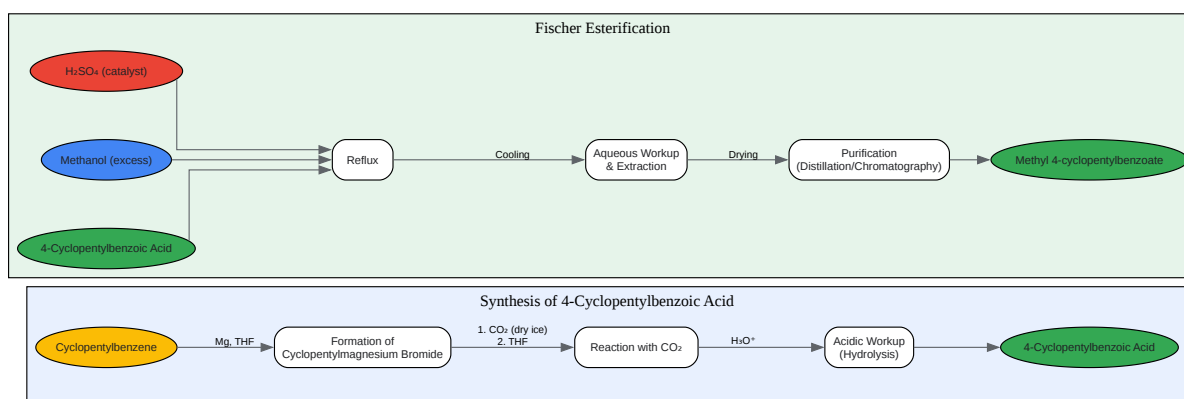 Fischer Esterification
H₂SO₄ (catalyst)
Methanol (excess)
4-Cyclopentylbenzoic Acid
Reflux
Cooling
Aqueous Workup
& Extraction
Drying
Purification
(Distillation/Chromatography)
Methyl 4-cyclopentylbenzoate
Synthesis of 4-Cyclopentylbenzoic Acid
Cyclopentylbenzene
Mg, THF
Formation of
Cyclopentylmagnesium Bromide
1. CO₂ (dry ice)
2. THF
Reaction with CO₂
H₃O⁺
Acidic Workup
(Hydrolysis)
4-Cyclopentylbenzoic Acid